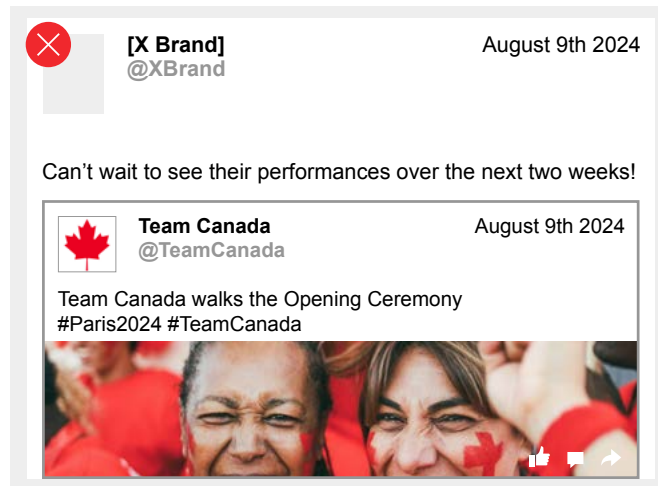 [X Brand]
August 9th 2024
@XBrand
Can’t wait to see their performances over the next two weeks!
Team Canada
August 9th 2024
@TeamCanada
Team Canada walks the Opening Ceremony
#Paris2024 #TeamCanada